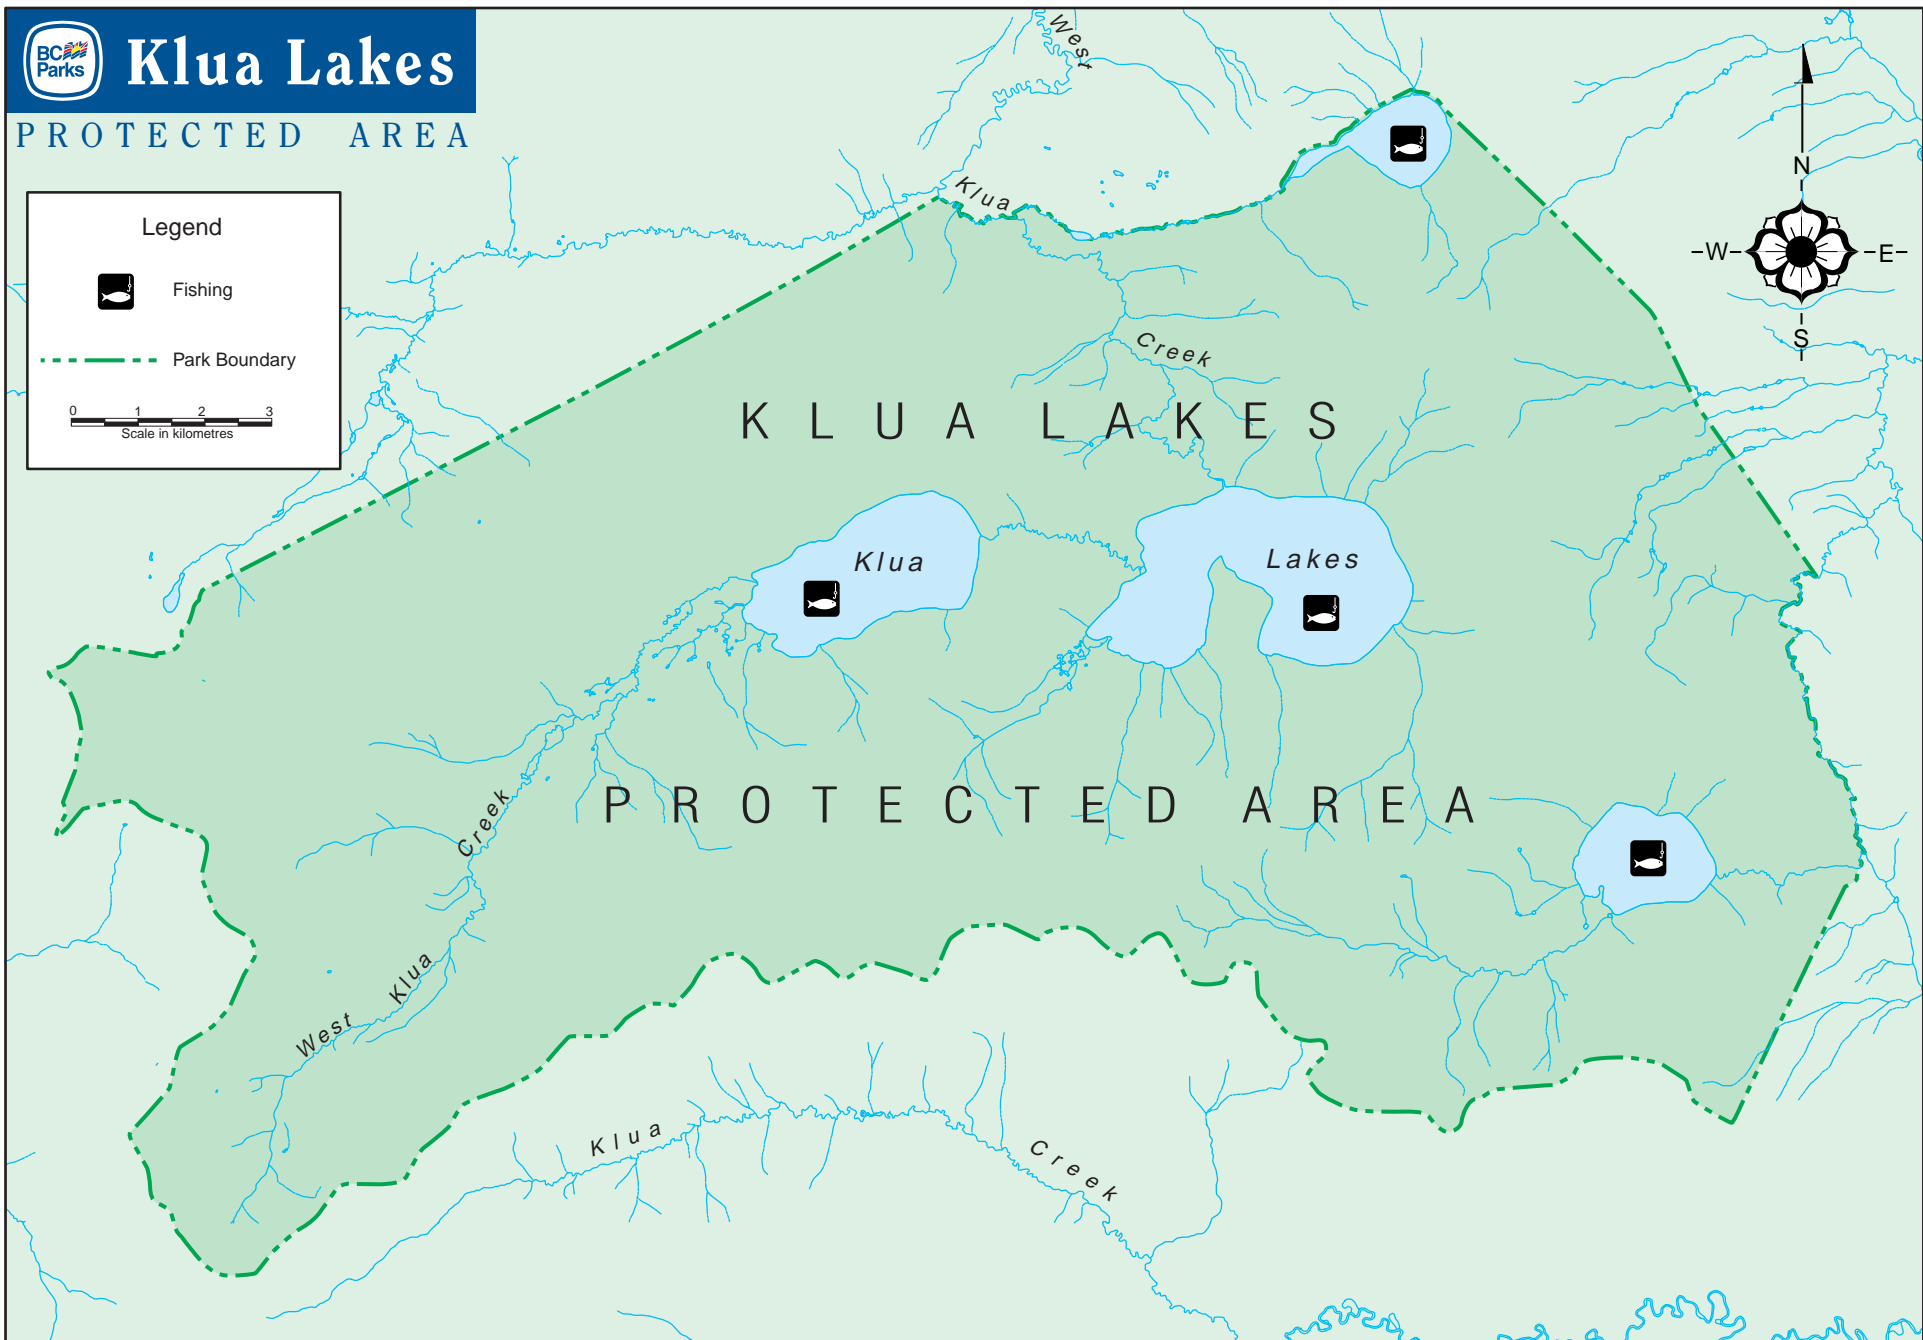 BC
Parks
Klua Lakes
PROTECTED AREA
Legend
Fishing
Park Boundary
0 1 2 3
Scale in kilometres
West
Klua
Creek
N
W E
S
KLUA LAKES
Klua
Lakes
PROTECTED AREA
West Klua Creek
Klua Creek